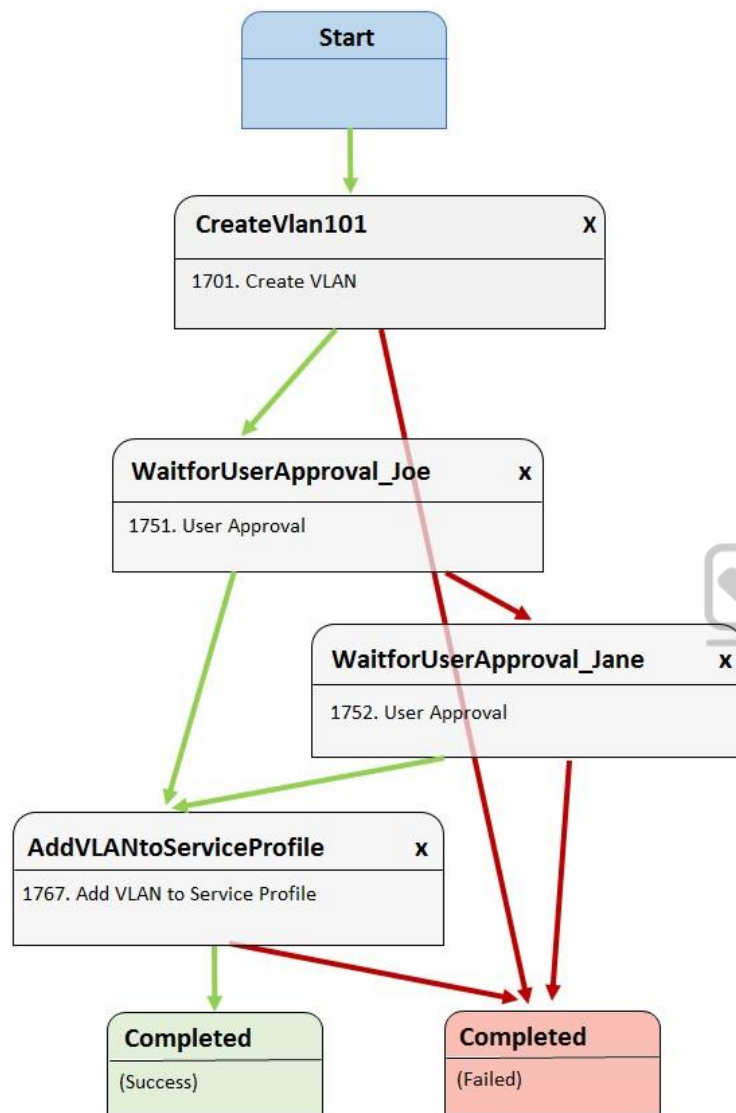 Start
CreateVlan101 X
1701. Create VLAN
WaitforUserApproval_Joe x
1751. User Approval
WaitforUserApproval_Jane x
1752. User Approval
AddVLANtoServiceProfile x
1767. Add VLAN to Service Profile
Completed
(Success)
Completed
(Failed)